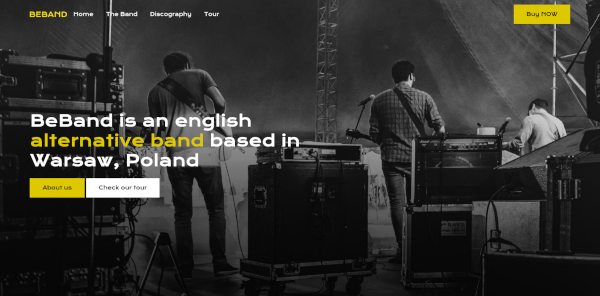 BEBAND Home The Band Discography Tour Buy NOW
BeBand is an english
alternative band based in
Warsaw, Poland
About us Check our tour